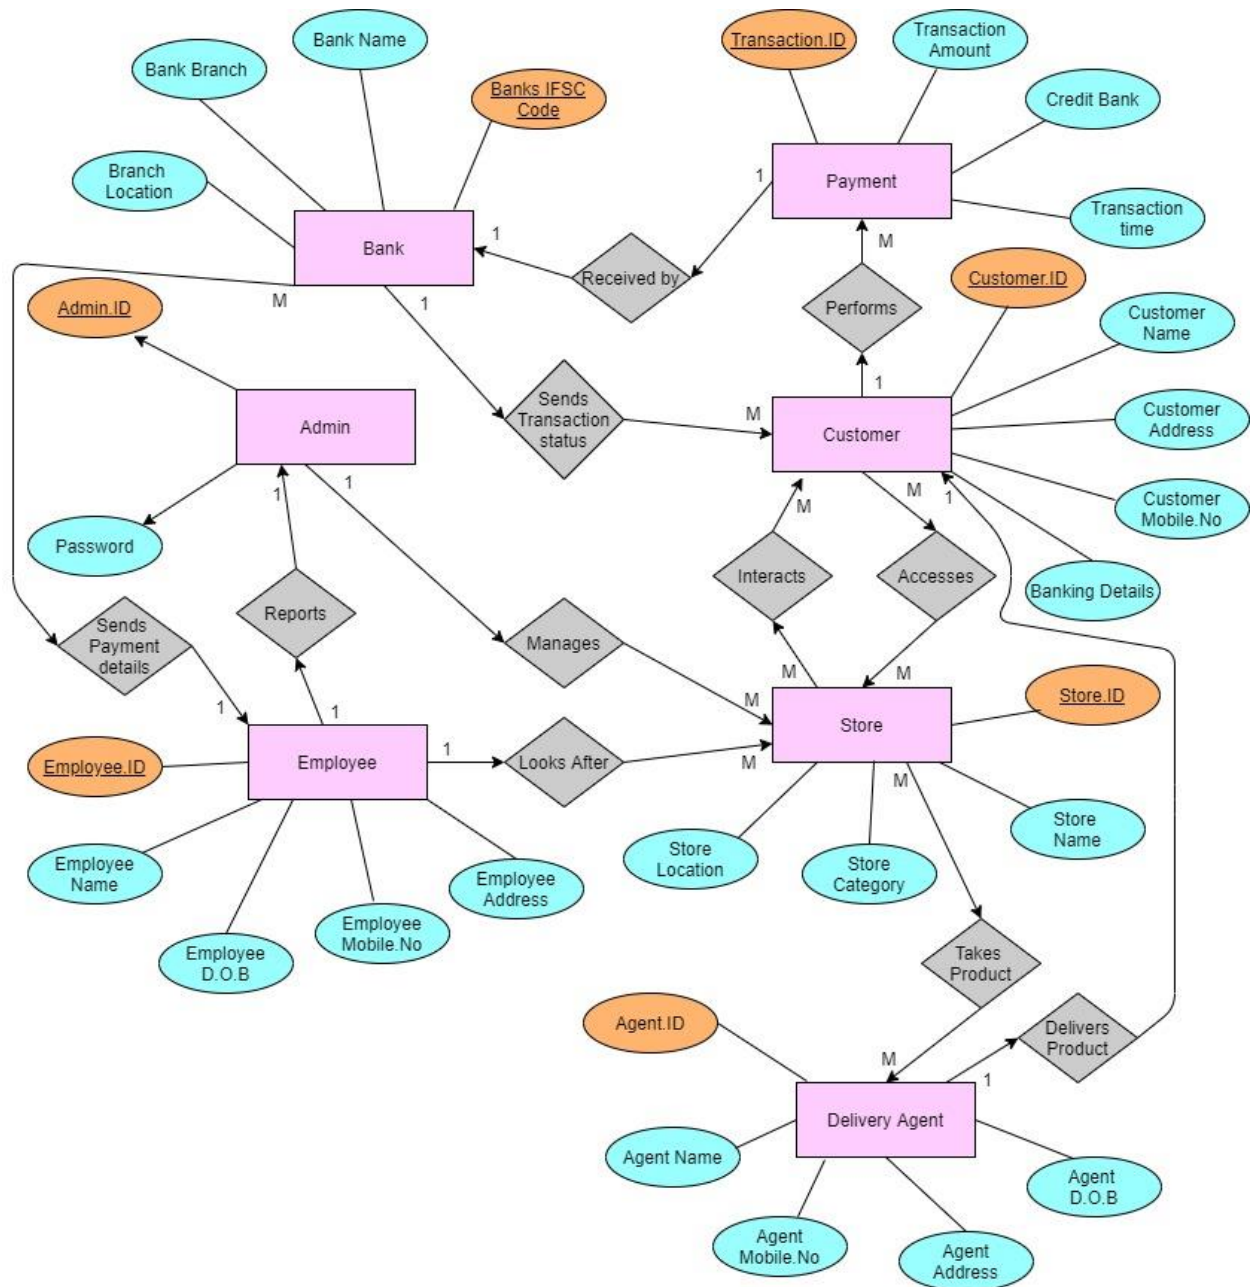 Bank Name
Transaction.ID
Transaction
Amount
Bank Branch
Banks IFSC
Code
Credit Bank
Branch
Location
Payment
1
Transaction
time
Bank
1
Received by
M
Customer.ID
M
1
Admin.ID
Performs
Customer
Name
1
Sends
Transaction
status
M
Customer
Customer
Address
Admin
1
1
M
1
Customer
Mobile.No
M
Password
Interacts
Accesses
Banking Details
Reports
Sends
Payment
details
Manages
M
M
1
1
M
Store.ID
Store
Employee.ID
Employee
1
Looks After
M
M
Store
Name
Store
Location
Store
Category
Employee
Name
Employee
Address
Employee
Mobile.No
Employee
D.O.B
Takes
Product
Agent.ID
Delivers
Product
M
1
Delivery Agent
Agent Name
Agent
D.O.B
Agent
Mobile.No
Agent
Address